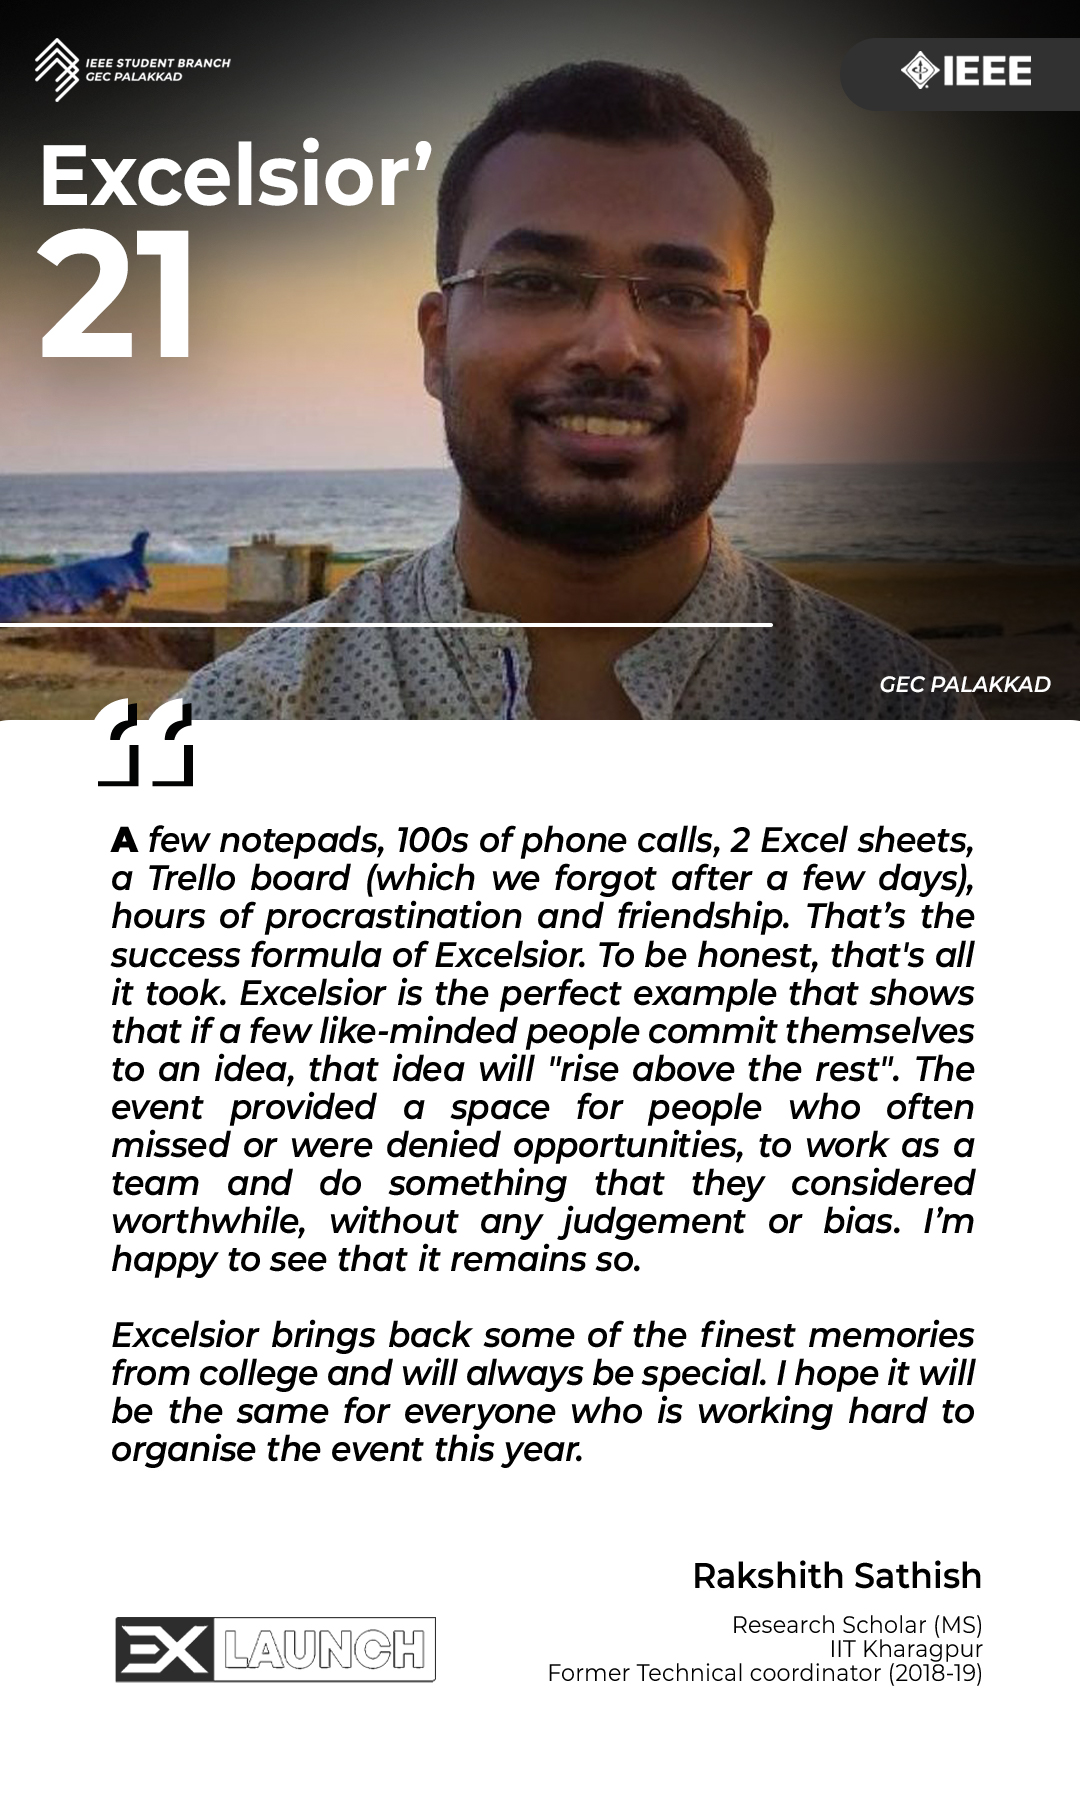 IEEE STUDENT BRANCH
GEC PALAKKAD
IEEE
Excelsior’
21
GEC PALAKKAD
A few notepads, 100s of phone calls, 2 Excel sheets,
a Trello board (which we forgot after a few days),
hours of procrastination and friendship. That’s the
success formula of Excelsior. To be honest, that's all
it took. Excelsior is the perfect example that shows
that if a few like-minded people commit themselves
to an idea, that idea will "rise above the rest". The
event provided a space for people who often
missed or were denied opportunities, to work as a
team and do something that they considered
worthwhile, without any judgement or bias. I’m
happy to see that it remains so.
Excelsior brings back some of the finest memories
from college and will always be special. I hope it will
be the same for everyone who is working hard to
organise the event this year.
Rakshith Sathish
Research Scholar (MS)
IIT Kharagpur
Former Technical coordinator (2018-19)
EX LAUNCH